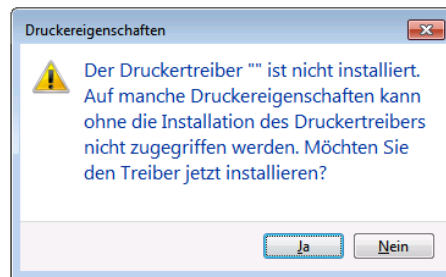 Druckereigenschaften
Der Druckertreiber "" ist nicht installiert.
Auf manche Druckereigenschaften kann
ohne die Installation des Druckertreibers
nicht zugegriffen werden. Möchten Sie
den Treiber jetzt installieren?
Ja
Nein